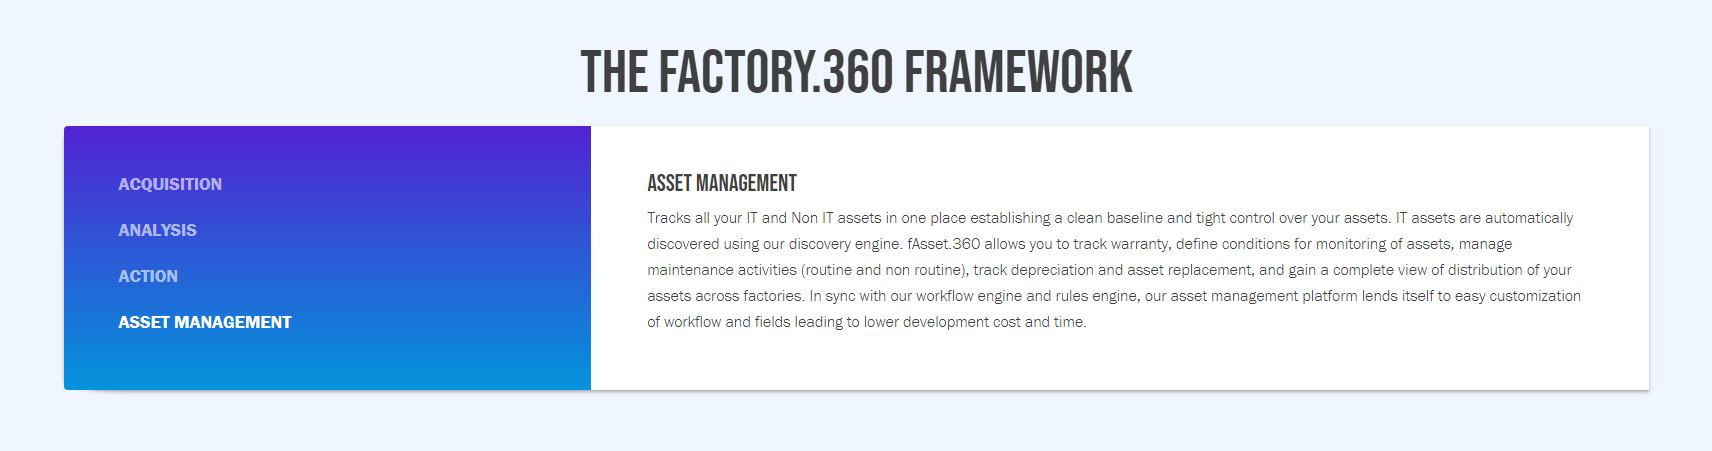 THE FACTORY.360 FRAMEWORK
ACQUISITION
ANALYSIS
ACTION
ASSET MANAGEMENT
ASSET MANAGEMENT
Tracks all your IT and Non IT assets in one place establishing a clean baseline and tight control over your assets. IT assets are automatically
discovered using our discovery engine. fAsset.360 allows you to track warranty, define conditions for monitoring of assets, manage
maintenance activities (routine and non routine), track depreciation and asset replacement, and gain a complete view of distribution of your
assets across factories. In sync with our workflow engine and rules engine, our asset management platform lends itself to easy customization
of workflow and fields leading to lower development cost and time.